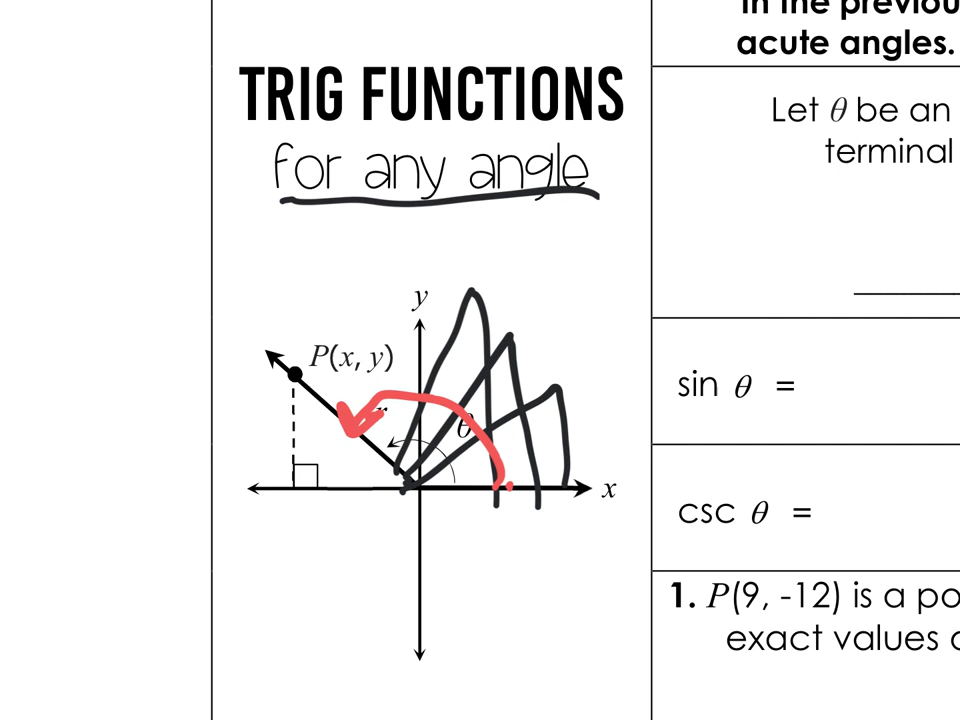 TRIG FUNCTIONS
for any angle
y
P(x, y)
r
θ
x
in the previou
acute angles.
Let θ be an
terminal
sin θ =
csc θ =
1. P(9, -12) is a po
exact values